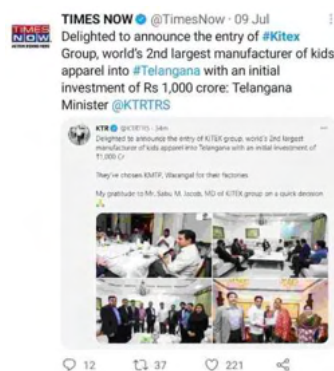 TIMES NOW @TimesNow · 09 Jul
TIMES
NOW
Delighted to announce the entry of #Kitex
Group, world's 2nd largest manufacturer of kids
apparel into #Telangana with an initial
investment of Rs 1,000 crore: Telangana
Minister @KTRTRS
KTR @KTRTRS · 34m
Delighted to announce the entry of KITEX group, world's 2nd largest
manufacturer of kids apparel into Telangana with an initial investment of
₹1,000 Cr
They've chosen KMTP, Warangal for their factories
My gratitude to Mr. Sabu. M. Jacob, MD of KITEX group on a quick decision
12 37 221